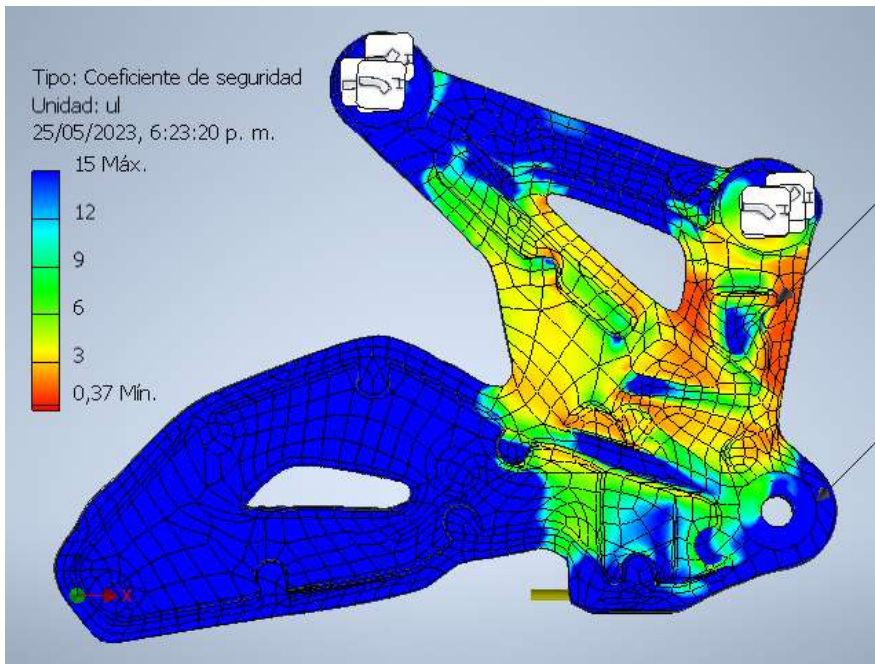 Tipo: Coeficiente de seguridad
Unidad: ul
25/05/2023, 6:23:20 p. m.
15 Máx.
12
9
6
3
0,37 Mín.
X